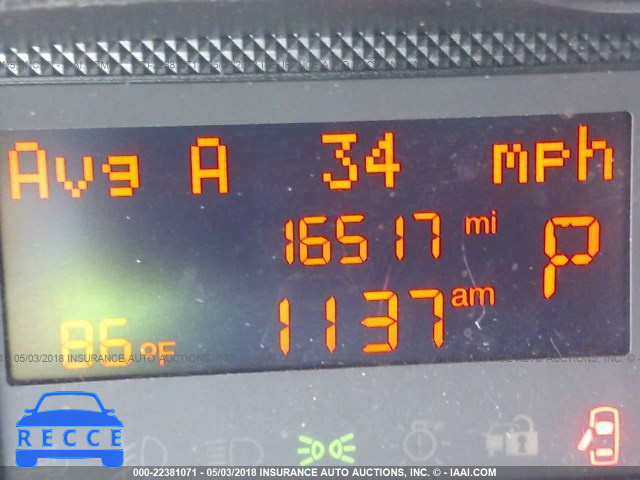 Avg A 34 mph
16517 mi
P
1137 am
85°F
05/03/2018 INSURANCE AUTO AUCTIONS, INC.
RECCE
000-22381071 - 05/03/2018 INSURANCE AUTO AUCTIONS, INC. - © IAAI.COM